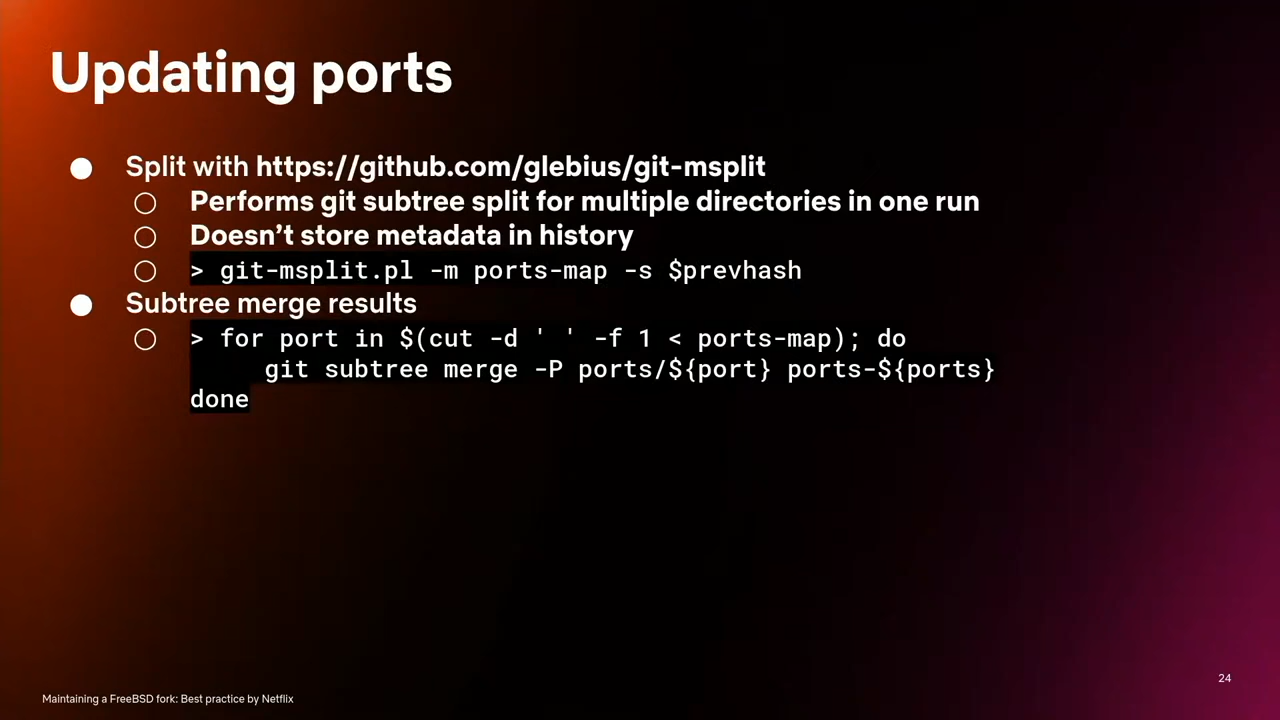 Updating ports
● Split with https://github.com/glebius/git-msplit
○ Performs git subtree split for multiple directories in one run
○ Doesn’t store metadata in history
○ > git-msplit.pl -m ports-map -s $prevhash
● Subtree merge results
○ > for port in $(cut -d ' ' -f 1 < ports-map); do
git subtree merge -P ports/${port} ports-${ports}
done
24
Maintaining a FreeBSD fork: Best practice by Netflix